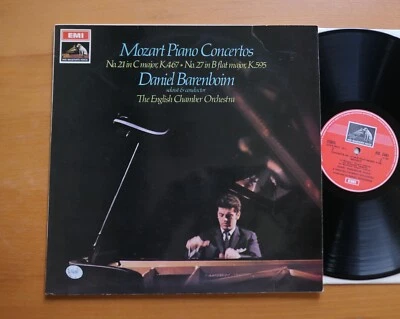 EMI
Mozart Piano Concertos
No. 21 in C major, K.467 • No. 27 in B flat major, K.595
Daniel Barenboim
soloist & conductor
The English Chamber Orchestra
EMI